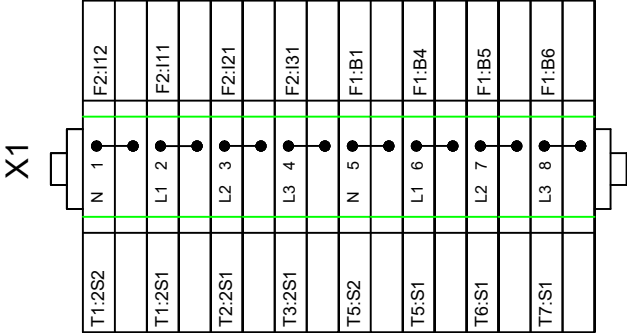 X1
F2:I12
F2:I11
F2:I21
F2:I31
F1:B1
F1:B4
F1:B5
F1:B6
N 1
L1 2
L2 3
L3 4
N 5
L1 6
L2 7
L3 8
T1:2S2
T1:2S1
T2:2S1
T3:2S1
T5:S2
T5:S1
T6:S1
T7:S1